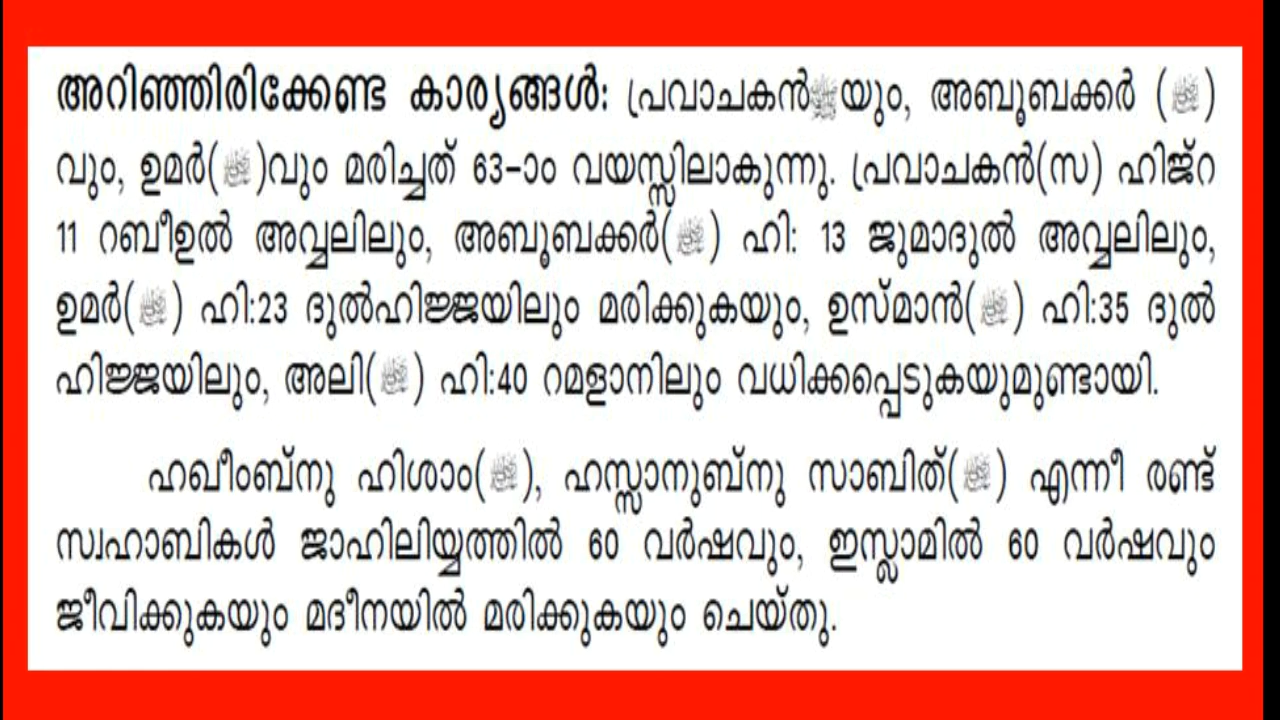 അറിഞ്ഞിരിക്കേണ്ട കാര്യങ്ങൾ: പ്രവാചകൻﷺയും, അബൂബക്കർ ()
വും, ഉമർ()വും മരിച്ചത് 63-ാം വയസ്സിലാകുന്നു. പ്രവാചകൻ(സ) ഹിജ്റ
11 റബീഉൽ അവ്വലിലും, അബൂബക്കർ() ഹി: 13 ജുമാദുൽ അവ്വലിലും,
ഉമർ() ഹി:23 ദുൽഹിജ്ജയിലും മരിക്കുകയും, ഉസ്മാൻ() ഹി:35 ദുൽ
ഹിജ്ജയിലും, അലി() ഹി:40 റമളാനിലും വധിക്കപ്പെടുകയുമുണ്ടായി.
ഹഖീംബ്നു ഹിശാം(), ഹസ്സാനുബ്നു സാബിത്() എന്നീ രണ്ട്
സ്വഹാബികൾ ജാഹിലിയ്യത്തിൽ 60 വർഷവും, ഇസ്ലാമിൽ 60 വർഷവും
ജീവിക്കുകയും മദീനയിൽ മരിക്കുകയും ചെയ്തു.